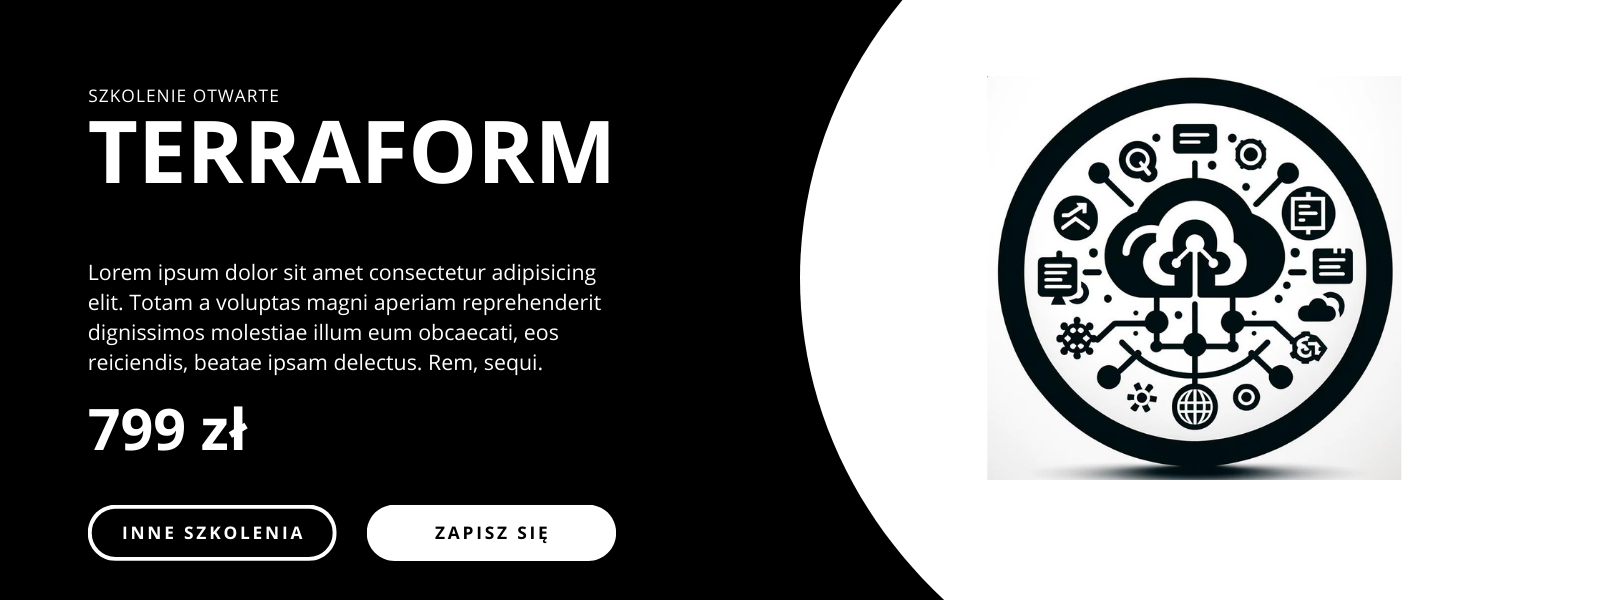 SZKOLENIE OTWARTE
TERRAFORM
Lorem ipsum dolor sit amet consectetur adipisicing
elit. Totam a voluptas magni aperiam reprehenderit
dignissimos molestiae illum eum obcaecati, eos
reiciendis, beatae ipsam delectus. Rem, sequi.
799 zł
INNE SZKOLENIA
ZAPISZ SIĘ